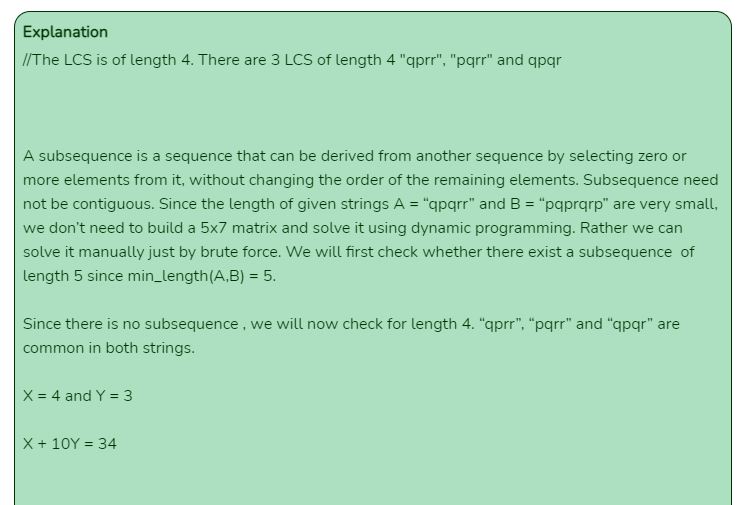 Explanation
//The LCS is of length 4. There are 3 LCS of length 4 "qprr", "pqrr" and qpqr
A subsequence is a sequence that can be derived from another sequence by selecting zero or
more elements from it, without changing the order of the remaining elements. Subsequence need
not be contiguous. Since the length of given strings A = “qpqrr” and B = “pqprqrp” are very small,
we don’t need to build a 5x7 matrix and solve it using dynamic programming. Rather we can
solve it manually just by brute force. We will first check whether there exist a subsequence  of
length 5 since min_length(A,B) = 5.
Since there is no subsequence , we will now check for length 4. “qprr”, “pqrr” and “qpqr” are
common in both strings.
X = 4 and Y = 3
X + 10Y = 34